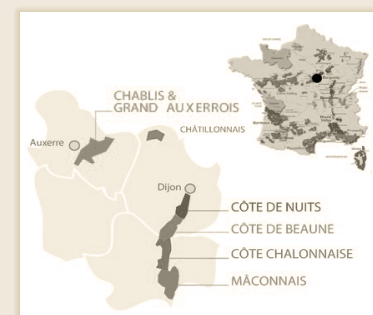 CHABLIS &
GRAND AUXERROIS
CHÂTILLONNAIS
Auxerre
Dijon
CÔTE DE NUITS
CÔTE DE BEAUNE
CÔTE CHALONNAISE
MÂCONNAIS